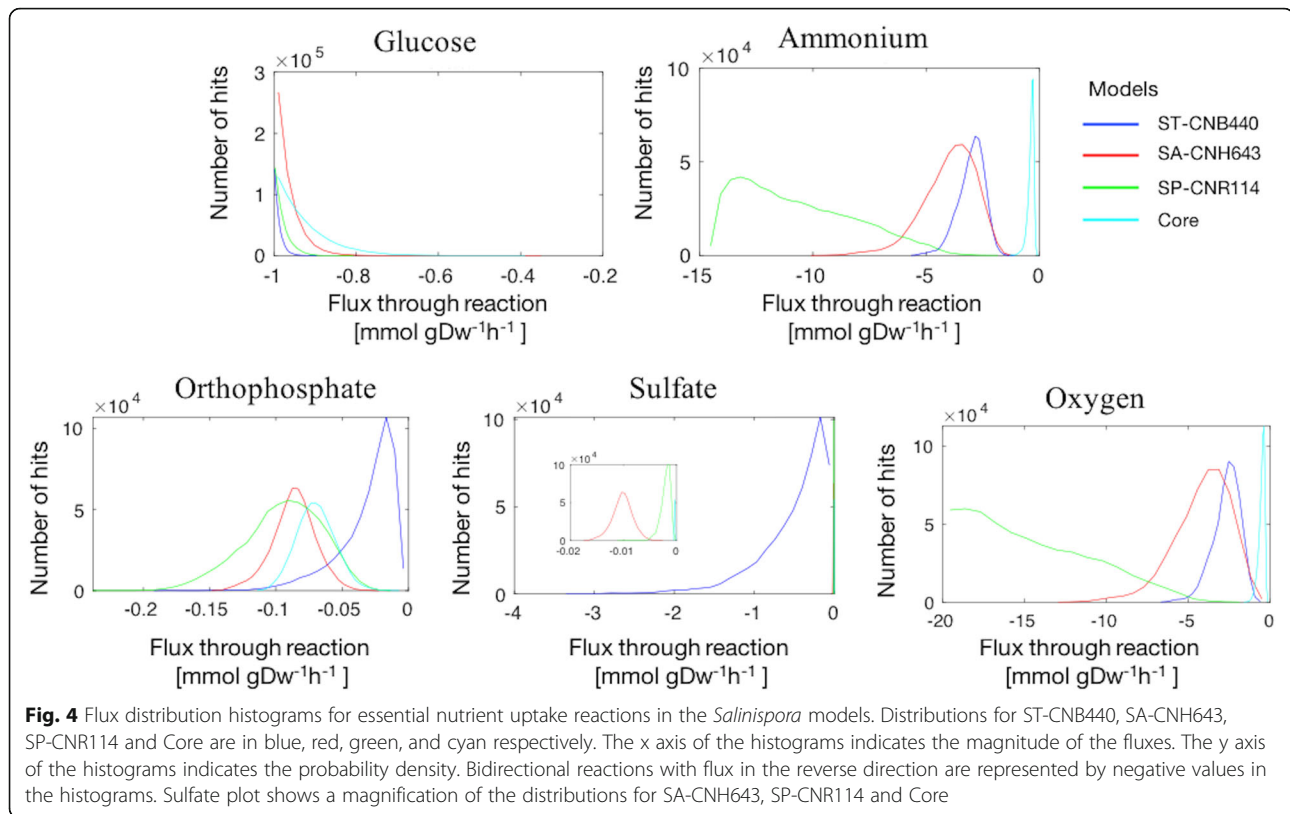 Glucose
×10⁵
Number of hits
3
2
1
0
-1
-0.8
-0.6
-0.4
-0.2
Flux through reaction
[mmol gDw⁻¹h⁻¹ ]
Ammonium
×10⁴
Number of hits
10
5
0
-15
-10
-5
0
Flux through reaction
[mmol gDw⁻¹h⁻¹ ]
Models
ST-CNB440
SA-CNH643
SP-CNR114
Core
Orthophosphate
×10⁴
Number of hits
10
5
0
-0.2
-0.15
-0.1
-0.05
0
Flux through reaction
[mmol gDw⁻¹h⁻¹ ]
Sulfate
×10⁴
Number of hits
10
5
0
10 ×10⁴
5
0
-0.02
-0.01
0
-4
-3
-2
-1
0
Flux through reaction
[mmol gDw⁻¹h⁻¹ ]
Oxygen
×10⁴
Number of hits
10
5
0
-20
-15
-10
-5
0
Flux through reaction
[mmol gDw⁻¹h⁻¹ ]
Fig. 4 Flux distribution histograms for essential nutrient uptake reactions in the Salinispora models. Distributions for ST-CNB440, SA-CNH643,
SP-CNR114 and Core are in blue, red, green, and cyan respectively. The x axis of the histograms indicates the magnitude of the fluxes. The y axis
of the histograms indicates the probability density. Bidirectional reactions with flux in the reverse direction are represented by negative values in
the histograms. Sulfate plot shows a magnification of the distributions for SA-CNH643, SP-CNR114 and Core